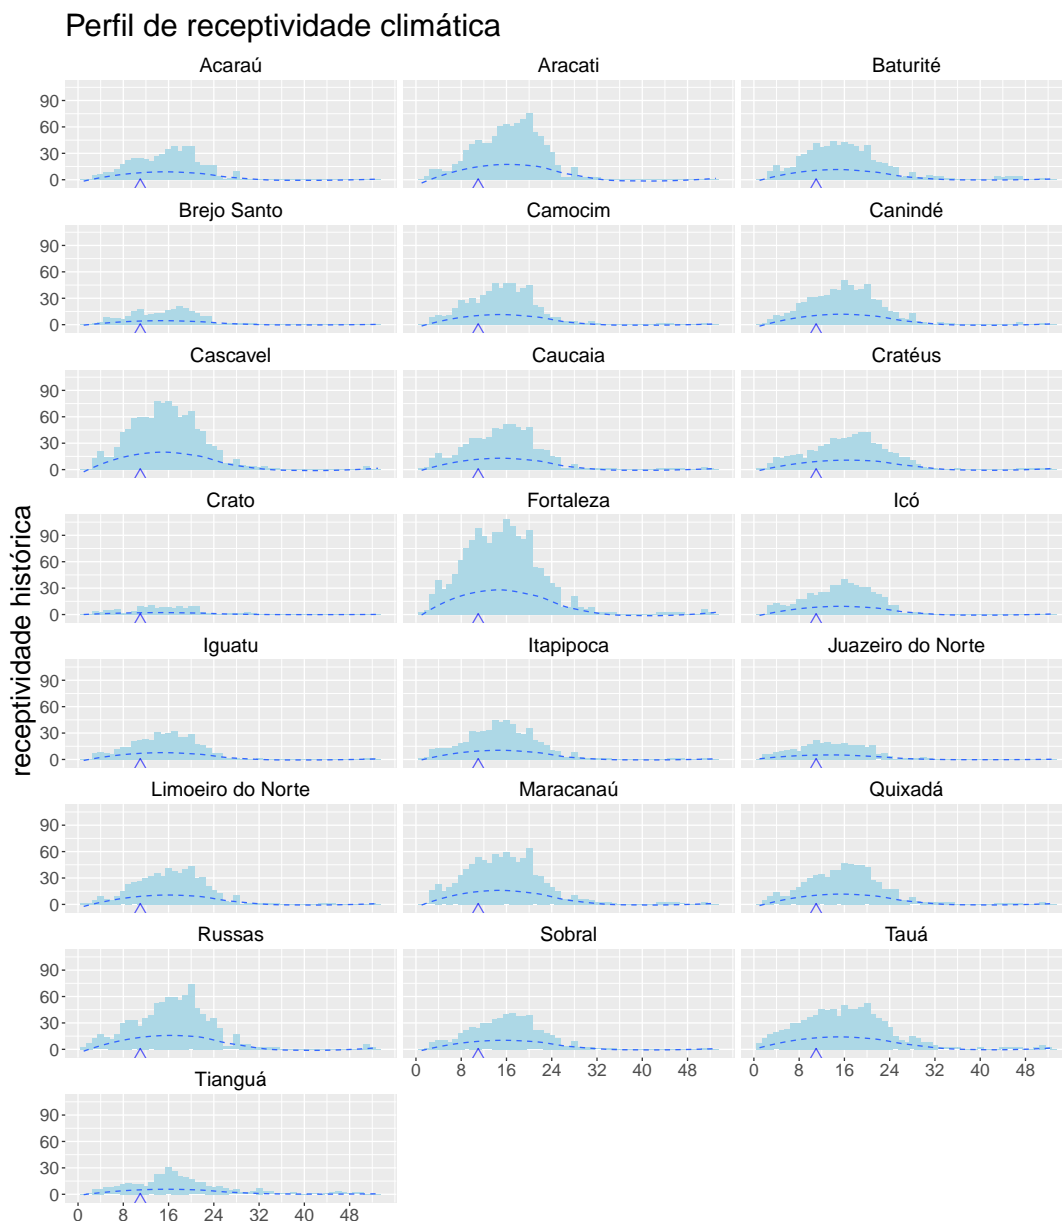 Perfil de receptividade climática
Acaraú Aracati Baturité
90
60
30
0
Brejo Santo Camocim Canindé
90
60
30
0
Cascavel Caucaia Cratéus
90
60
30
0
Crato Fortaleza Icó
90
60
30
0
receptividade histórica
Iguatu Itapipoca Juazeiro do Norte
90
60
30
0
Limoeiro do Norte Maracanaú Quixadá
90
60
30
0
Russas Sobral Tauá
90
60
30
0
0 8 16 24 32 40 48 0 8 16 24 32 40 48
Tianguá
90
60
30
0
0 8 16 24 32 40 48